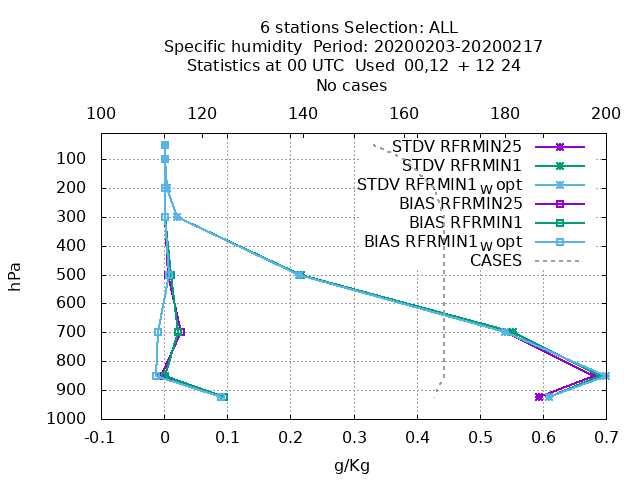 6 stations Selection: ALL
Specific humidity  Period: 20200203-20200217
Statistics at 00 UTC  Used  00,12  + 12 24
No cases
100 120 140 160 180 200
STDV RFRMIN25
STDV RFRMIN1
STDV RFRMIN1_W opt
BIAS RFRMIN25
BIAS RFRMIN1
BIAS RFRMIN1_W opt
CASES
hPa
100
200
300
400
500
600
700
800
900
1000
-0.1 0 0.1 0.2 0.3 0.4 0.5 0.6 0.7
g/Kg